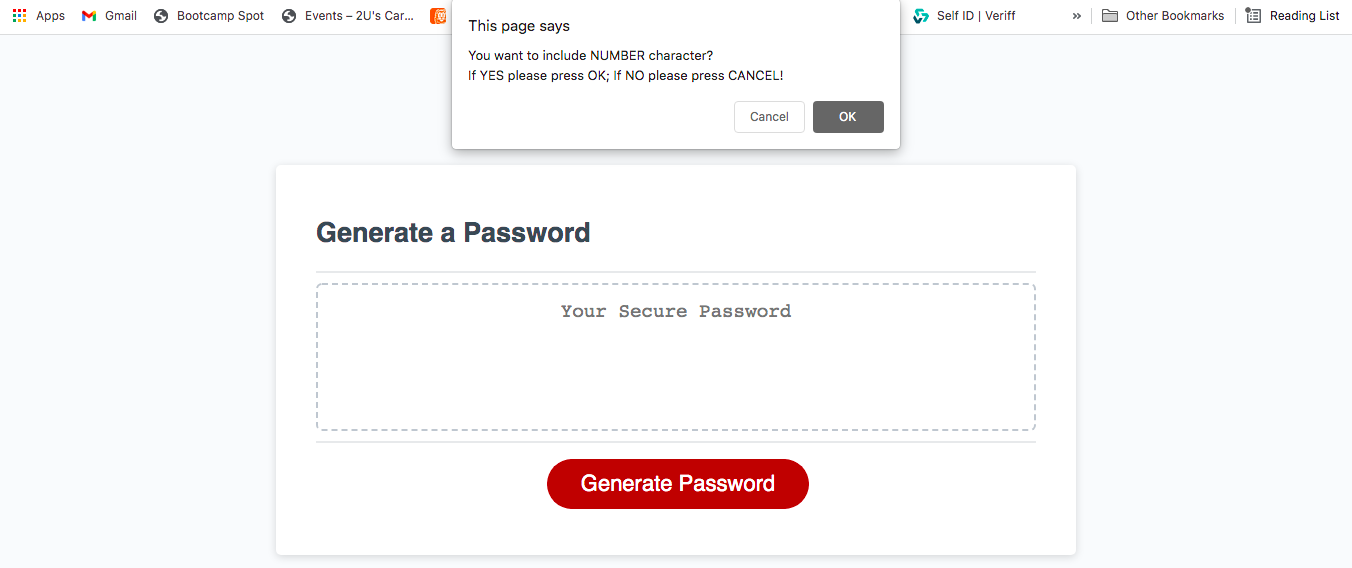 Apps
Gmail
Bootcamp Spot
Events – 2U's Car...
Self ID | Veriff
»
Other Bookmarks
Reading List
This page says
You want to include NUMBER character?
If YES please press OK; If NO please press CANCEL!
Cancel
OK
Generate a Password
Your Secure Password
Generate Password